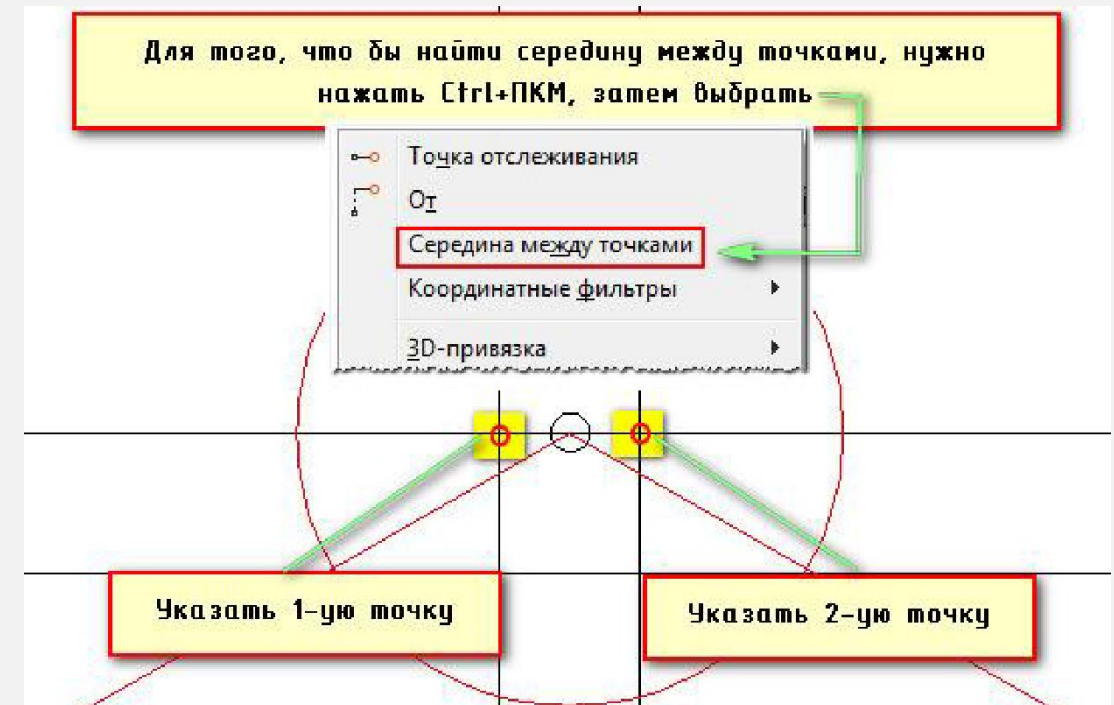 Для того, что бы найти середину между точками, нужно
нажать Ctrl+ПКМ, затем выбрать
Точка отслеживания
От
Середина между точками
Координатные фильтры
3D-привязка
Указать 1-ую точку
Указать 2-ую точку